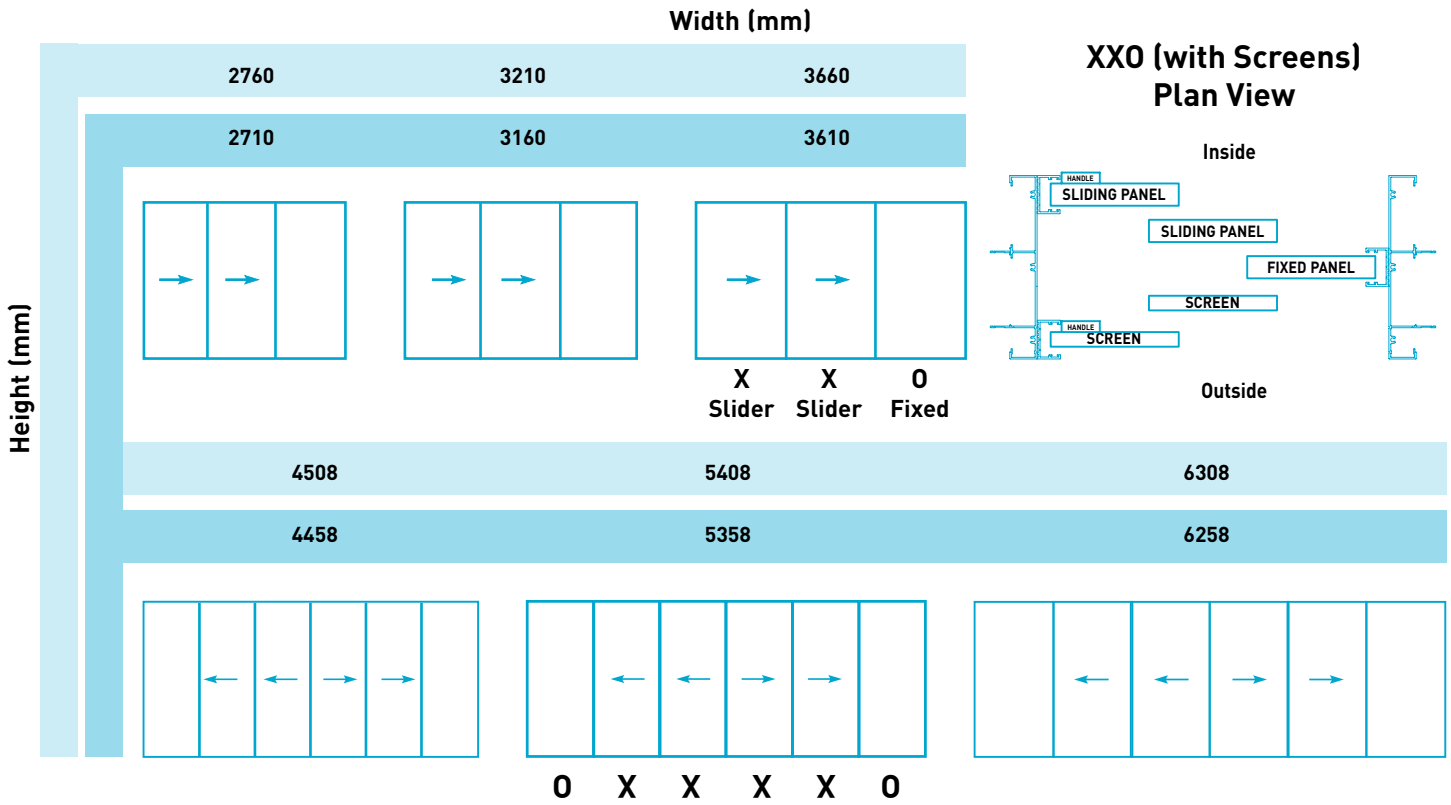 Width (mm)
2760 3210 3660
2710 3160 3610
XXO (with Screens)
Plan View
Inside
HANDLE
SLIDING PANEL
SLIDING PANEL
FIXED PANEL
SCREEN
HANDLE
SCREEN
Outside
X X O
Slider Slider Fixed
Height (mm)
4508 5408 6308
4458 5358 6258
O X X X X O